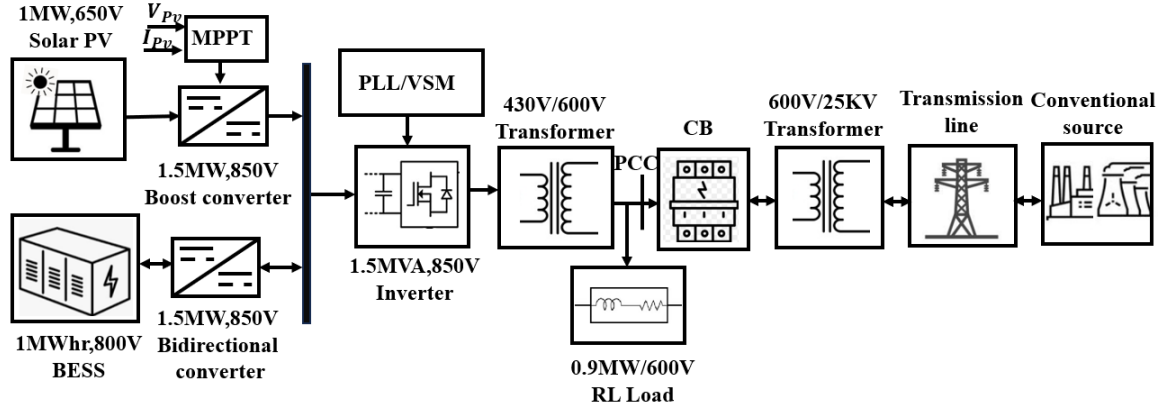 1MW,650V
Solar PV
V_Pv
I_Pv
MPPT
1.5MW,850V
Boost converter
1MWhr,800V
BESS
1.5MW,850V
Bidirectional
converter
PLL/VSM
1.5MVA,850V
Inverter
430V/600V
Transformer
PCC
CB
0.9MW/600V
RL Load
600V/25KV
Transformer
Transmission
line
Conventional
source